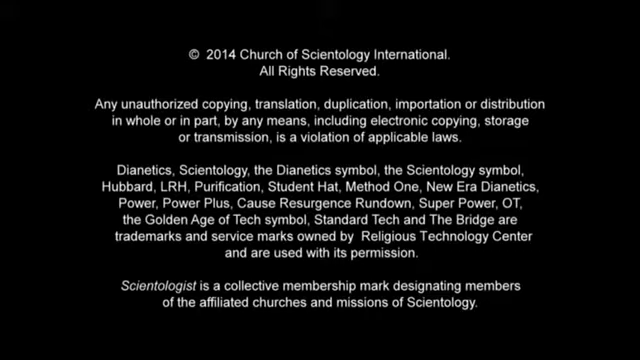 © 2014 Church of Scientology International.
All Rights Reserved.
Any unauthorized copying, translation, duplication, importation or distribution
in whole or in part, by any means, including electronic copying, storage
or transmission, is a violation of applicable laws.
Dianetics, Scientology, the Dianetics symbol, the Scientology symbol,
Hubbard, LRH, Purification, Student Hat, Method One, New Era Dianetics,
Power, Power Plus, Cause Resurgence Rundown, Super Power, OT,
the Golden Age of Tech symbol, Standard Tech and The Bridge are
trademarks and service marks owned by Religious Technology Center
and are used with its permission.
Scientologist is a collective membership mark designating members
of the affiliated churches and missions of Scientology.